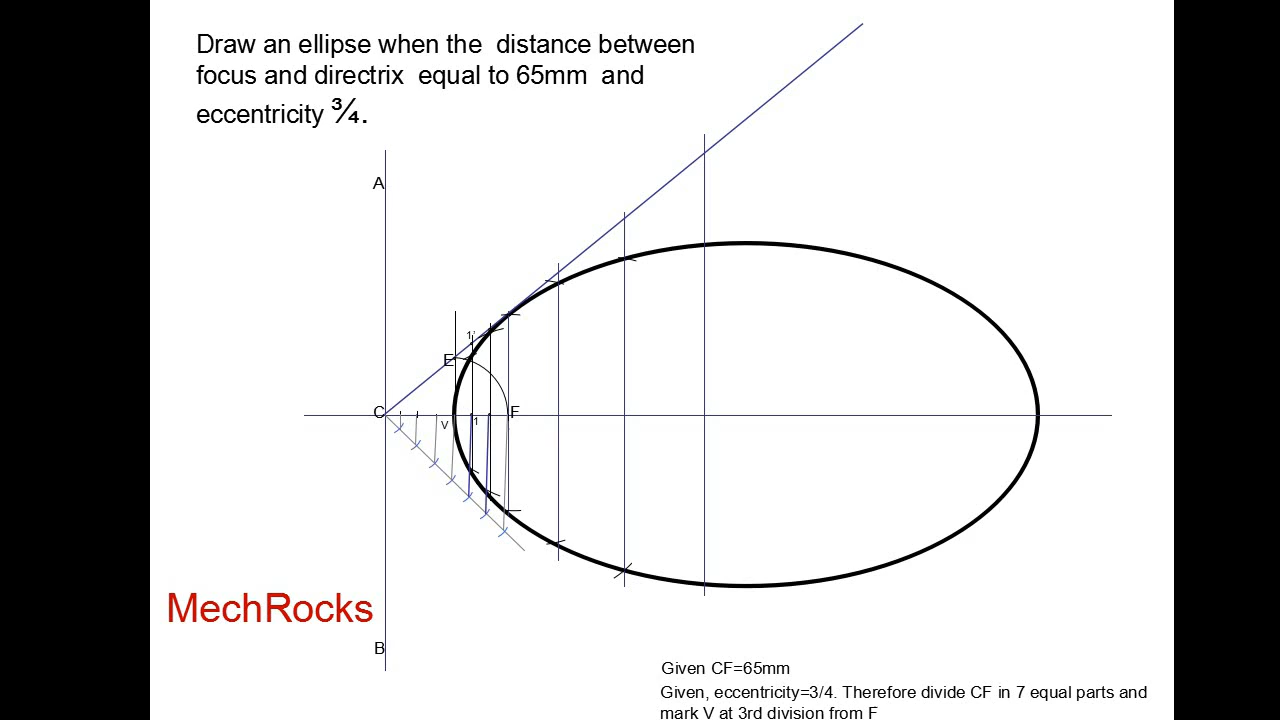 Draw an ellipse when the distance between
focus and directrix equal to 65mm and
eccentricity ¾.
A
1'
E
C
F
V
1
MechRocks
B
Given CF=65mm
Given, eccentricity=3/4. Therefore divide CF in 7 equal parts and
mark V at 3rd division from F